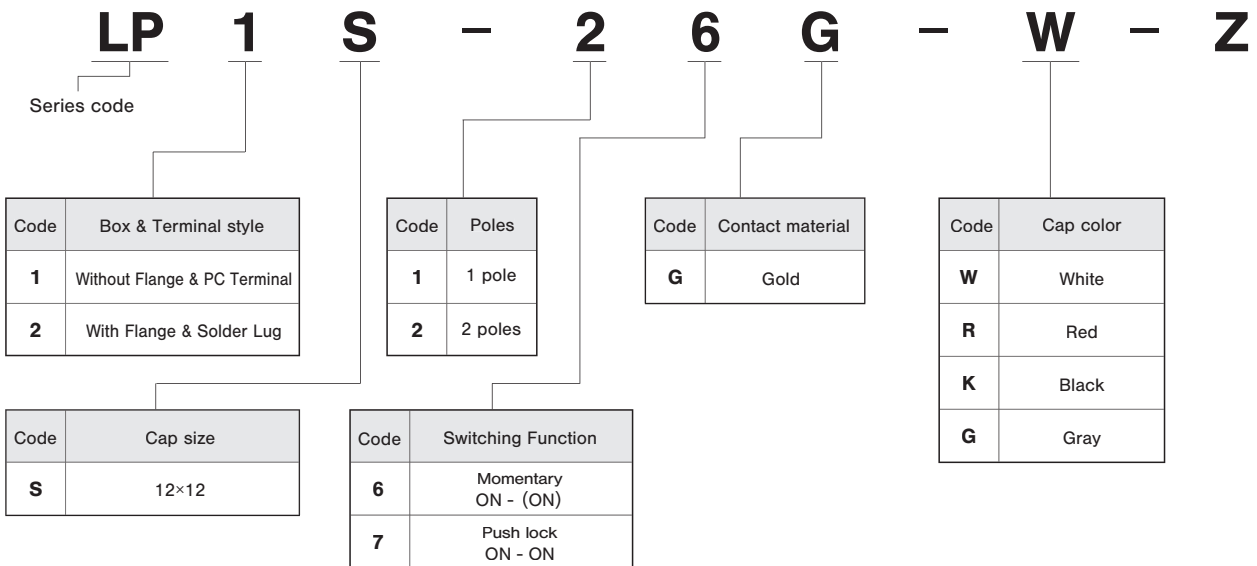 LP 1 S - 2 6 G - W - Z
Series code
Code Box & Terminal style
1 Without Flange & PC Terminal
2 With Flange & Solder Lug
Code Poles
1 1 pole
2 2 poles
Code Contact material
G Gold
Code Cap color
W White
R Red
K Black
G Gray
Code Cap size
S 12×12
Code Switching Function
6 Momentary
ON - (ON)
7 Push lock
ON - ON